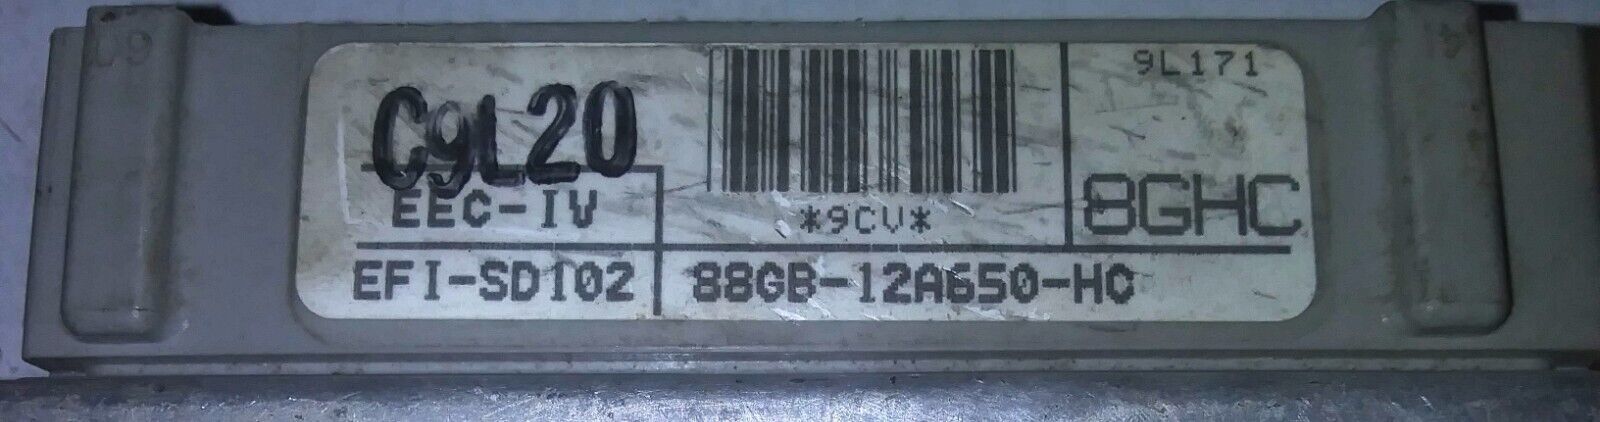 9L171
C9L20
EEC-IV
*9CV*
8GHC
EFI-SD102
88GB-12A650-HC